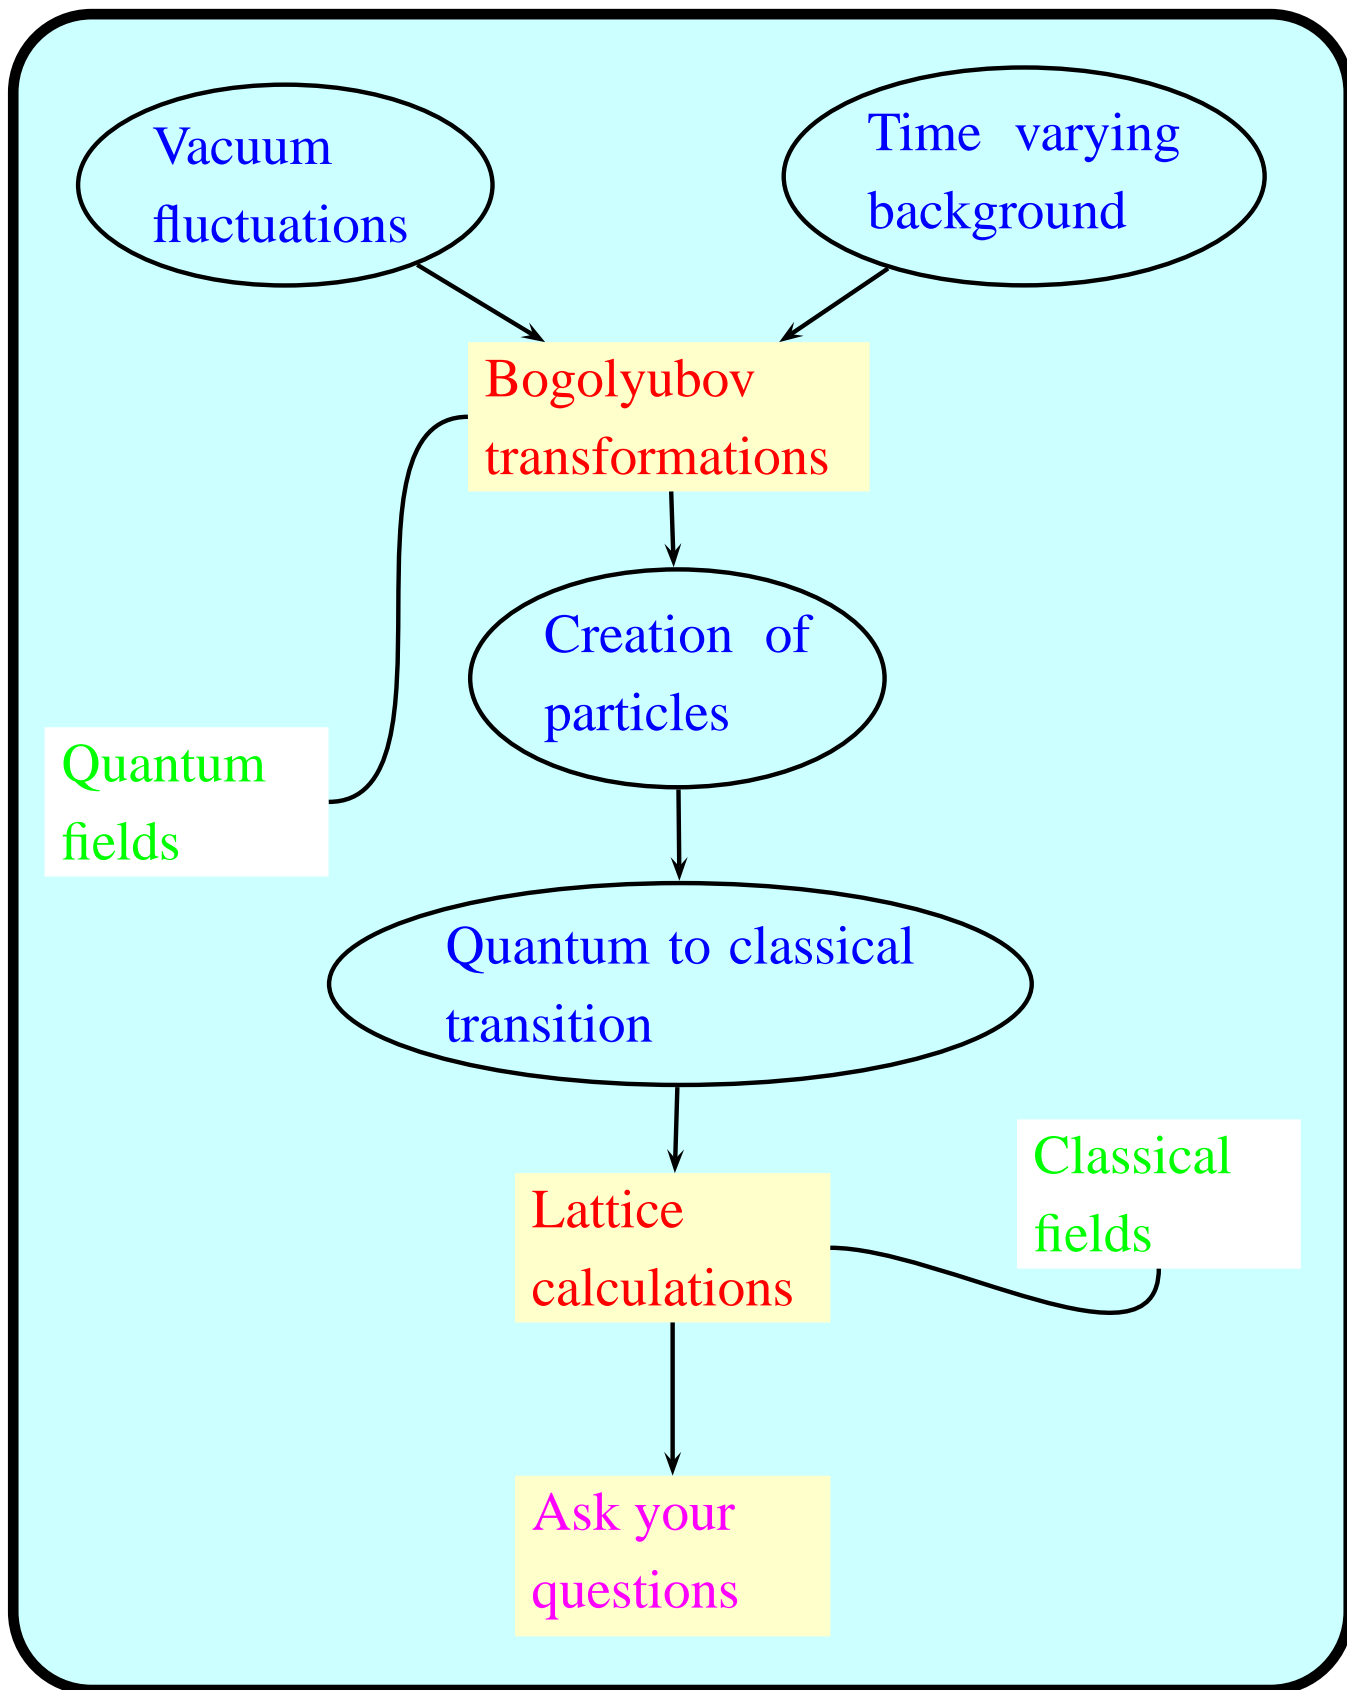 Vacuum
fluctuations
Time varying
background
Bogolyubov
transformations
Creation of
particles
Quantum
fields
Quantum to classical
transition
Classical
fields
Lattice
calculations
Ask your
questions